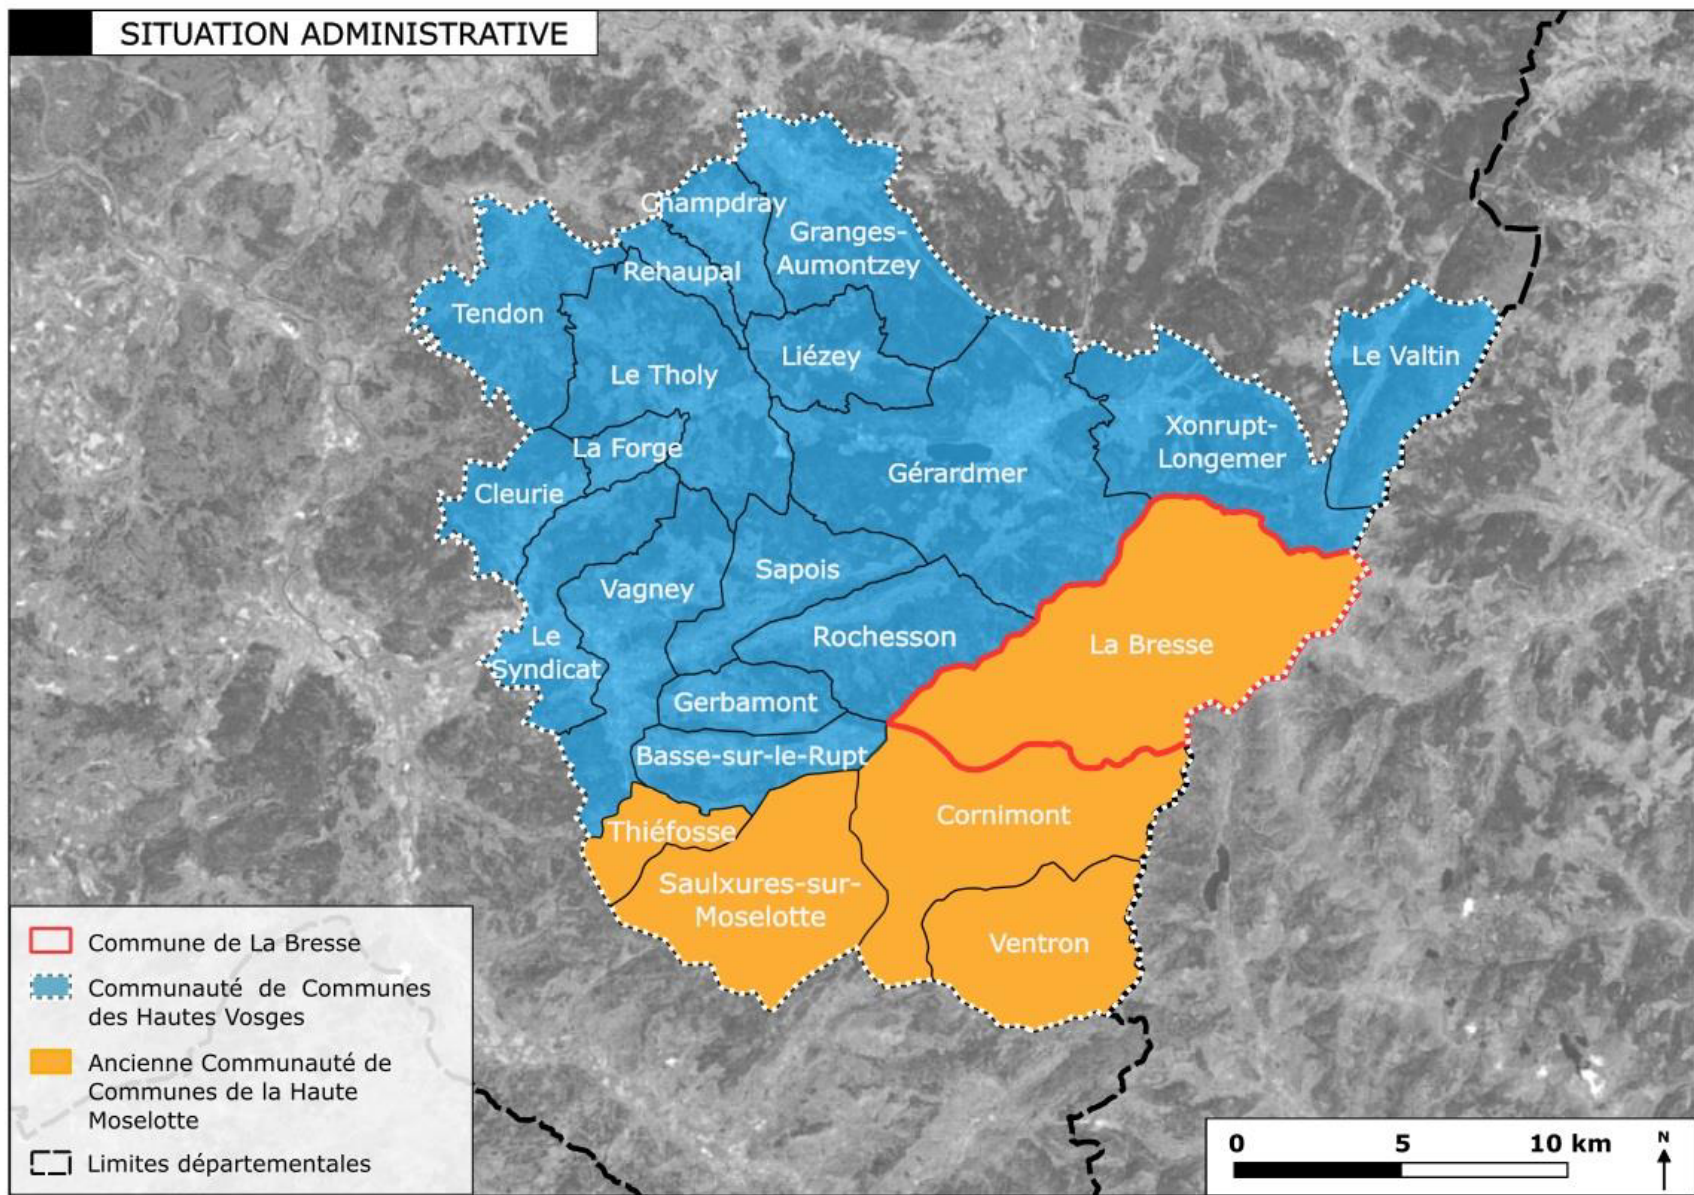 SITUATION ADMINISTRATIVE
Champdray
Granges-
Aumontzey
Rehaupal
Tendon
Liézey
Le Valtin
Le Tholy
Xonrupt-
Longemer
La Forge
Gérardmer
Cleurie
Sapois
Vagney
Rochesson
La Bresse
Le
Syndicat
Gerbamont
Basse-sur-le-Rupt
Cornimont
Thiéfosse
Saulxures-sur-
Moselotte
Ventron
Commune de La Bresse
Communauté de Communes
des Hautes Vosges
Ancienne Communauté de
Communes de la Haute
Moselotte
Limites départementales
0 5 10 km
N